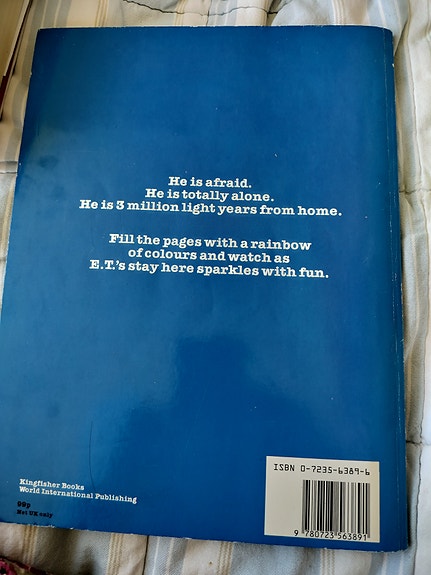 He is afraid.
He is totally alone.
He is 3 million light years from home.
Fill the pages with a rainbow
of colours and watch as
E.T.'s stay here sparkles with fun.
Kingfisher Books
World International Publishing
99p
Net UK only
ISBN 0-7235-6389-6
9 780723 563891